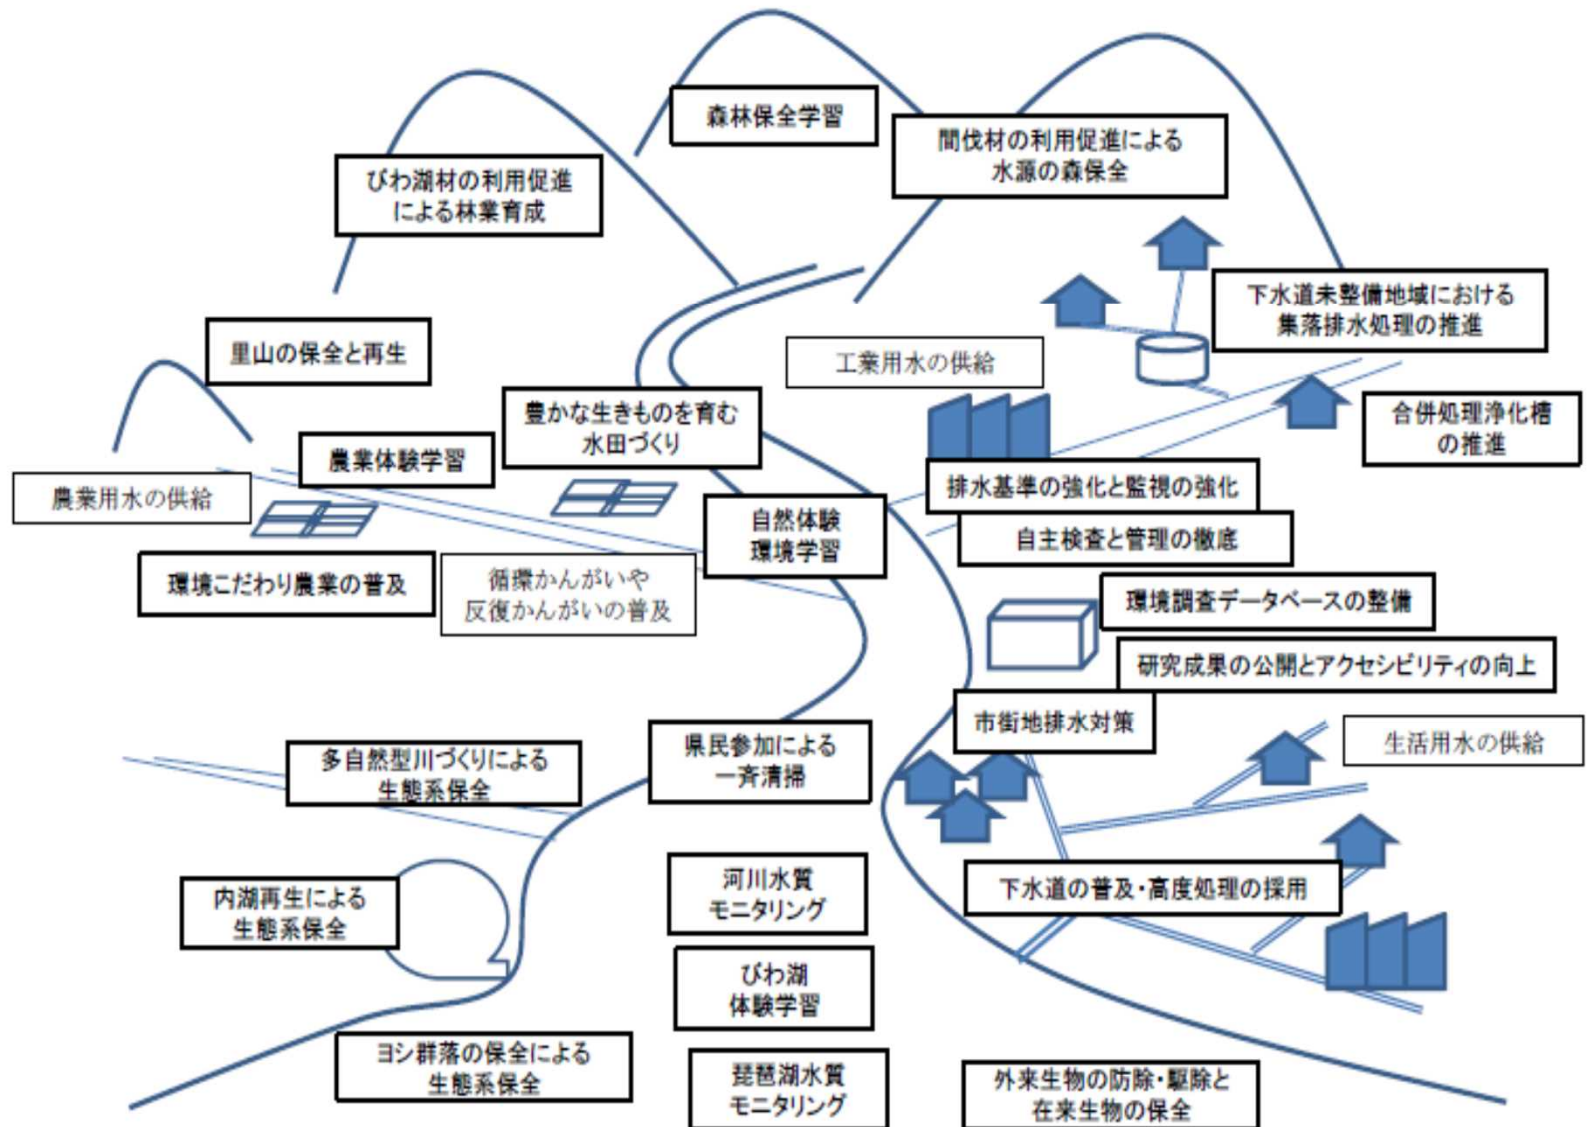 森林保全学習
間伐材の利用促進による
水源の森保全
びわ湖材の利用促進
による林業育成
下水道未整備地域における
集落排水処理の推進
里山の保全と再生
工業用水の供給
豊かな生きものを育む
水田づくり
合併処理浄化槽
の推進
農業体験学習
農業用水の供給
排水基準の強化と監視の強化
自然体験
環境学習
自主検査と管理の徹底
環境こだわり農業の普及
循環かんがいや
反復かんがいの普及
環境調査データベースの整備
研究成果の公開とアクセシビリティの向上
市街地排水対策
生活用水の供給
県民参加による
一斉清掃
多自然型川づくりによる
生態系保全
河川水質
モニタリング
下水道の普及・高度処理の採用
内湖再生による
生態系保全
びわ湖
体験学習
ヨシ群落の保全による
生態系保全
琵琶湖水質
モニタリング
外来生物の防除・駆除と
在来生物の保全